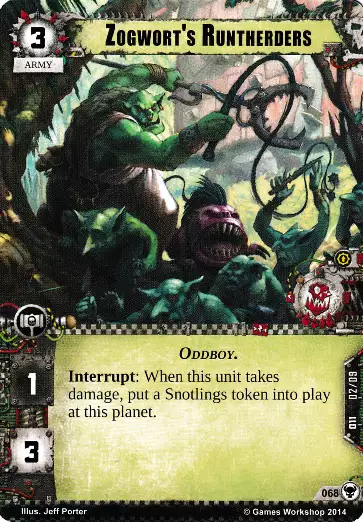 3
ZOGWORT'S RUNTHERDERS
ARMY
ODDBOY.
1
Interrupt: When this unit takes
damage, put a Snotlings token into play
at this planet.
3
011 02/09
068
Illus. Jeff Porter
© Games Workshop 2014